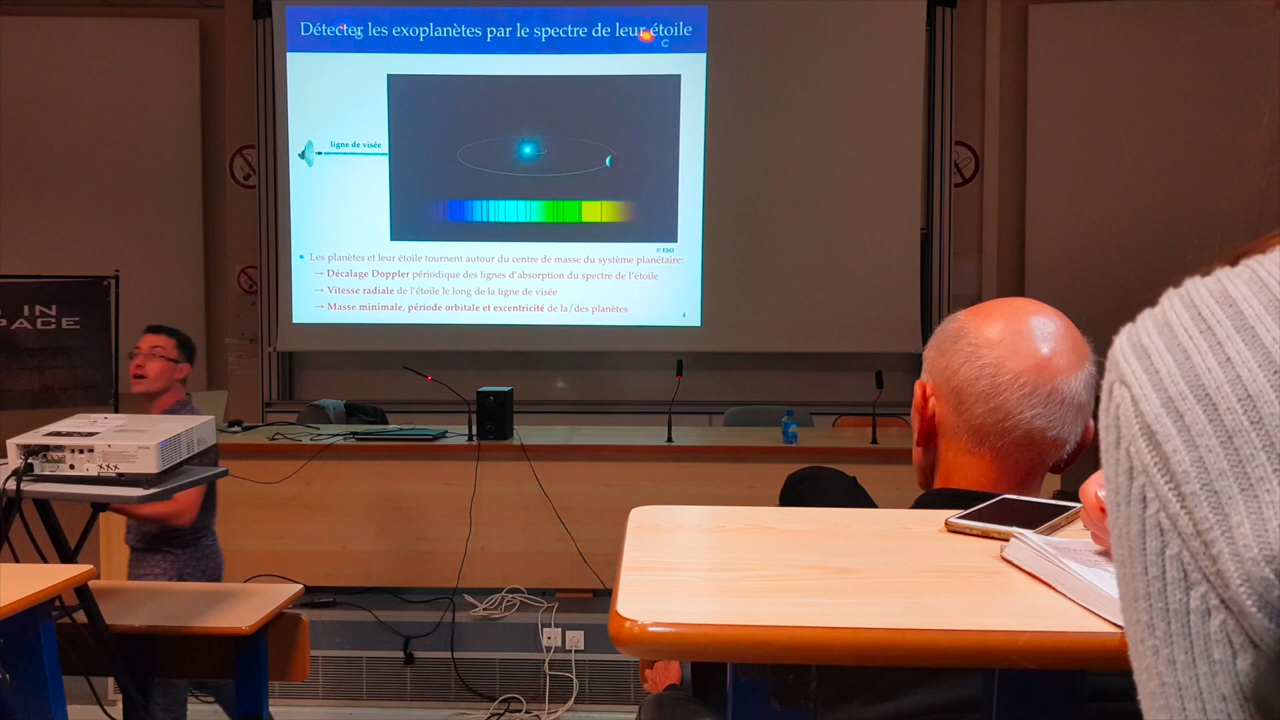 Détecter les exoplanètes par le spectre de leur étoile
ligne de visée
© ESO
• Les planètes et leur étoile tournent autour du centre de masse du système planétaire:
→ Décalage Doppler périodique des lignes d'absorption du spectre de l'étoile
→ Vitesse radiale de l'étoile le long de la ligne de visée
→ Masse minimale, période orbitale et excentricité de la/des planètes
4
IN
PACE